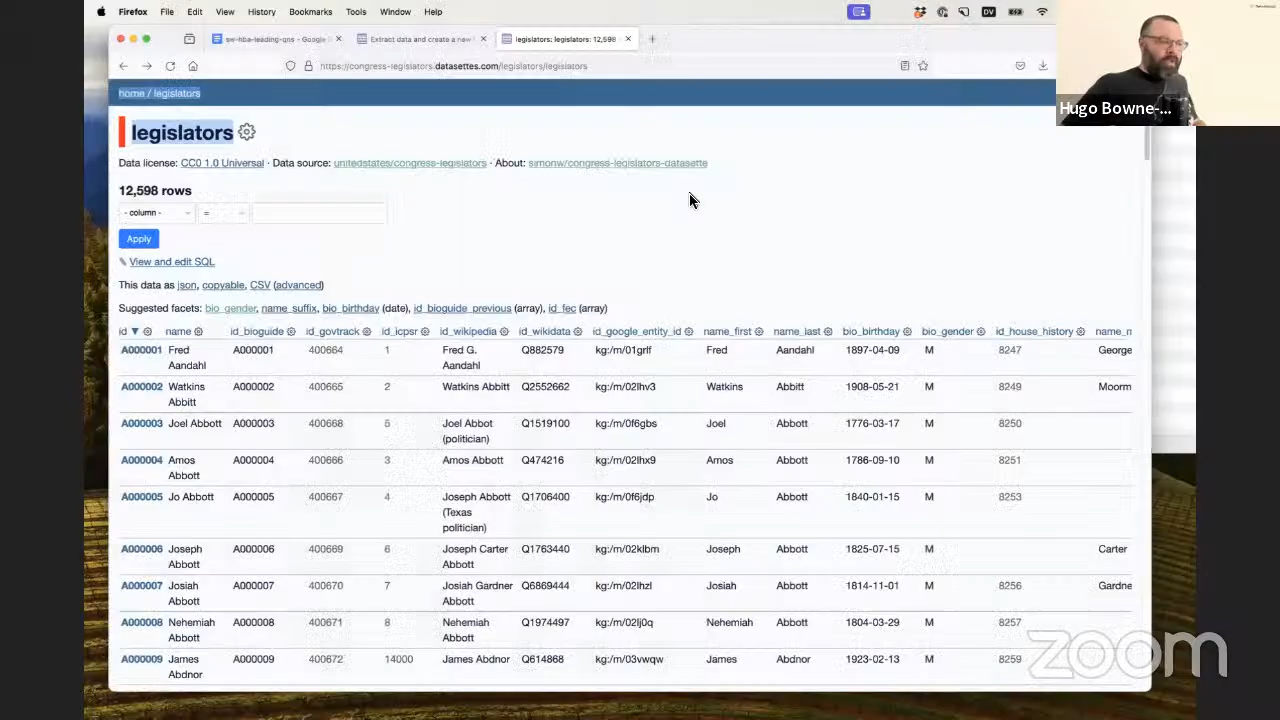 Firefox File Edit View History Bookmarks Tools Window Help DV
sw-hba-leading-qns - Google D
Extract data and create a new
legislators: legislators: 12,598
https://congress-legislators.datasettes.com/legislators/legislators
home / legislators
Hugo Bowne-...
legislators
Data license: CC0 1.0 Universal · Data source: unitedstates/congress-legislators · About: simonw/congress-legislators-datasette
12,598 rows
- column - =
Apply
View and edit SQL
This data as json, copyable, CSV (advanced)
Suggested facets: bio_gender, name_suffix, bio_birthday (date), id_bioguide_previous (array), id_fec (array)
id ▼ name id_bioguide id_govtrack id_icpsr id_wikipedia id_wikidata id_google_entity_id name_first name_last bio_birthday bio_gender id_house_history name_m
A000001 Fred Aandahl A000001 400664 1 Fred G. Aandahl Q882579 kg:/m/01grlf Fred Aandahl 1897-04-09 M 8247 George
A000002 Watkins Abbitt A000002 400665 2 Watkins Abbitt Q2552662 kg:/m/02lhv3 Watkins Abbitt 1908-05-21 M 8249 Moorm
A000003 Joel Abbott A000003 400668 5 Joel Abbot (politician) Q1519100 kg:/m/0f6gbs Joel Abbott 1776-03-17 M 8250
A000004 Amos Abbott A000004 400666 3 Amos Abbott Q474216 kg:/m/02lhx9 Amos Abbott 1786-09-10 M 8251
A000005 Jo Abbott A000005 400667 4 Joseph Abbott (Texas politician) Q1706400 kg:/m/0f6jdp Jo Abbott 1840-01-15 M 8253
A000006 Joseph Abbott A000006 400669 6 Joseph Carter Abbott Q1763440 kg:/m/02klbm Joseph Abbott 1825-07-15 M Carter
A000007 Josiah Abbott A000007 400670 7 Josiah Gardner Abbott Q6869444 kg:/m/02lhzl Josiah Abbott 1814-11-01 M 8256 Gardne
A000008 Nehemiah Abbott A000008 400671 8 Nehemiah Abbott Q1974497 kg:/m/02lj0q Nehemiah Abbott 1804-03-29 M 8257
A000009 James Abdnor A000009 400672 14000 James Abdnor Q614868 kg:/m/03vwqw James Abdnor 1923-02-13 M 8259
zoom